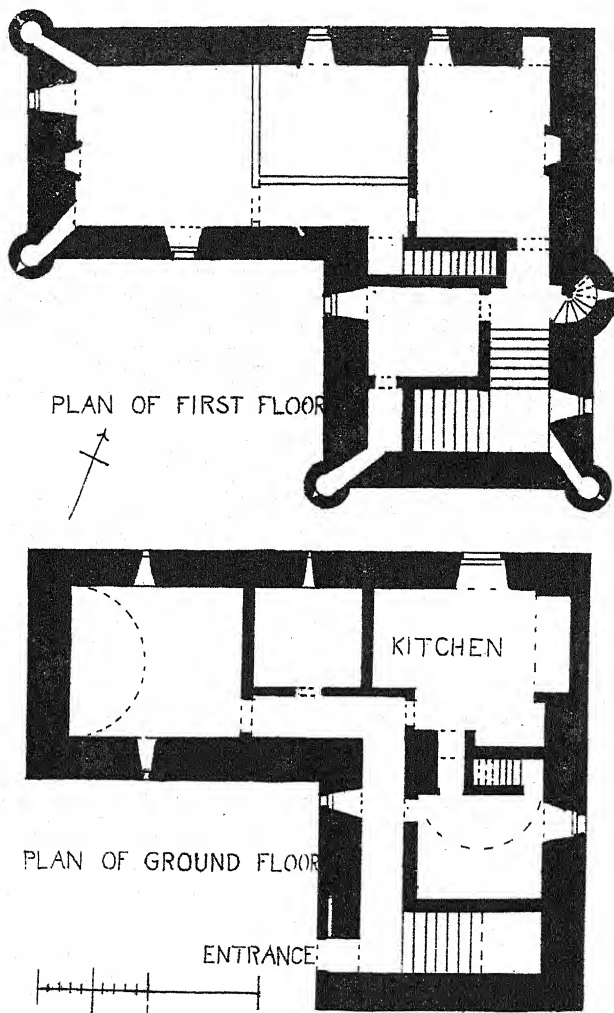 PLAN OF FIRST FLOOR
KITCHEN
PLAN OF GROUND FLOOR
ENTRANCE